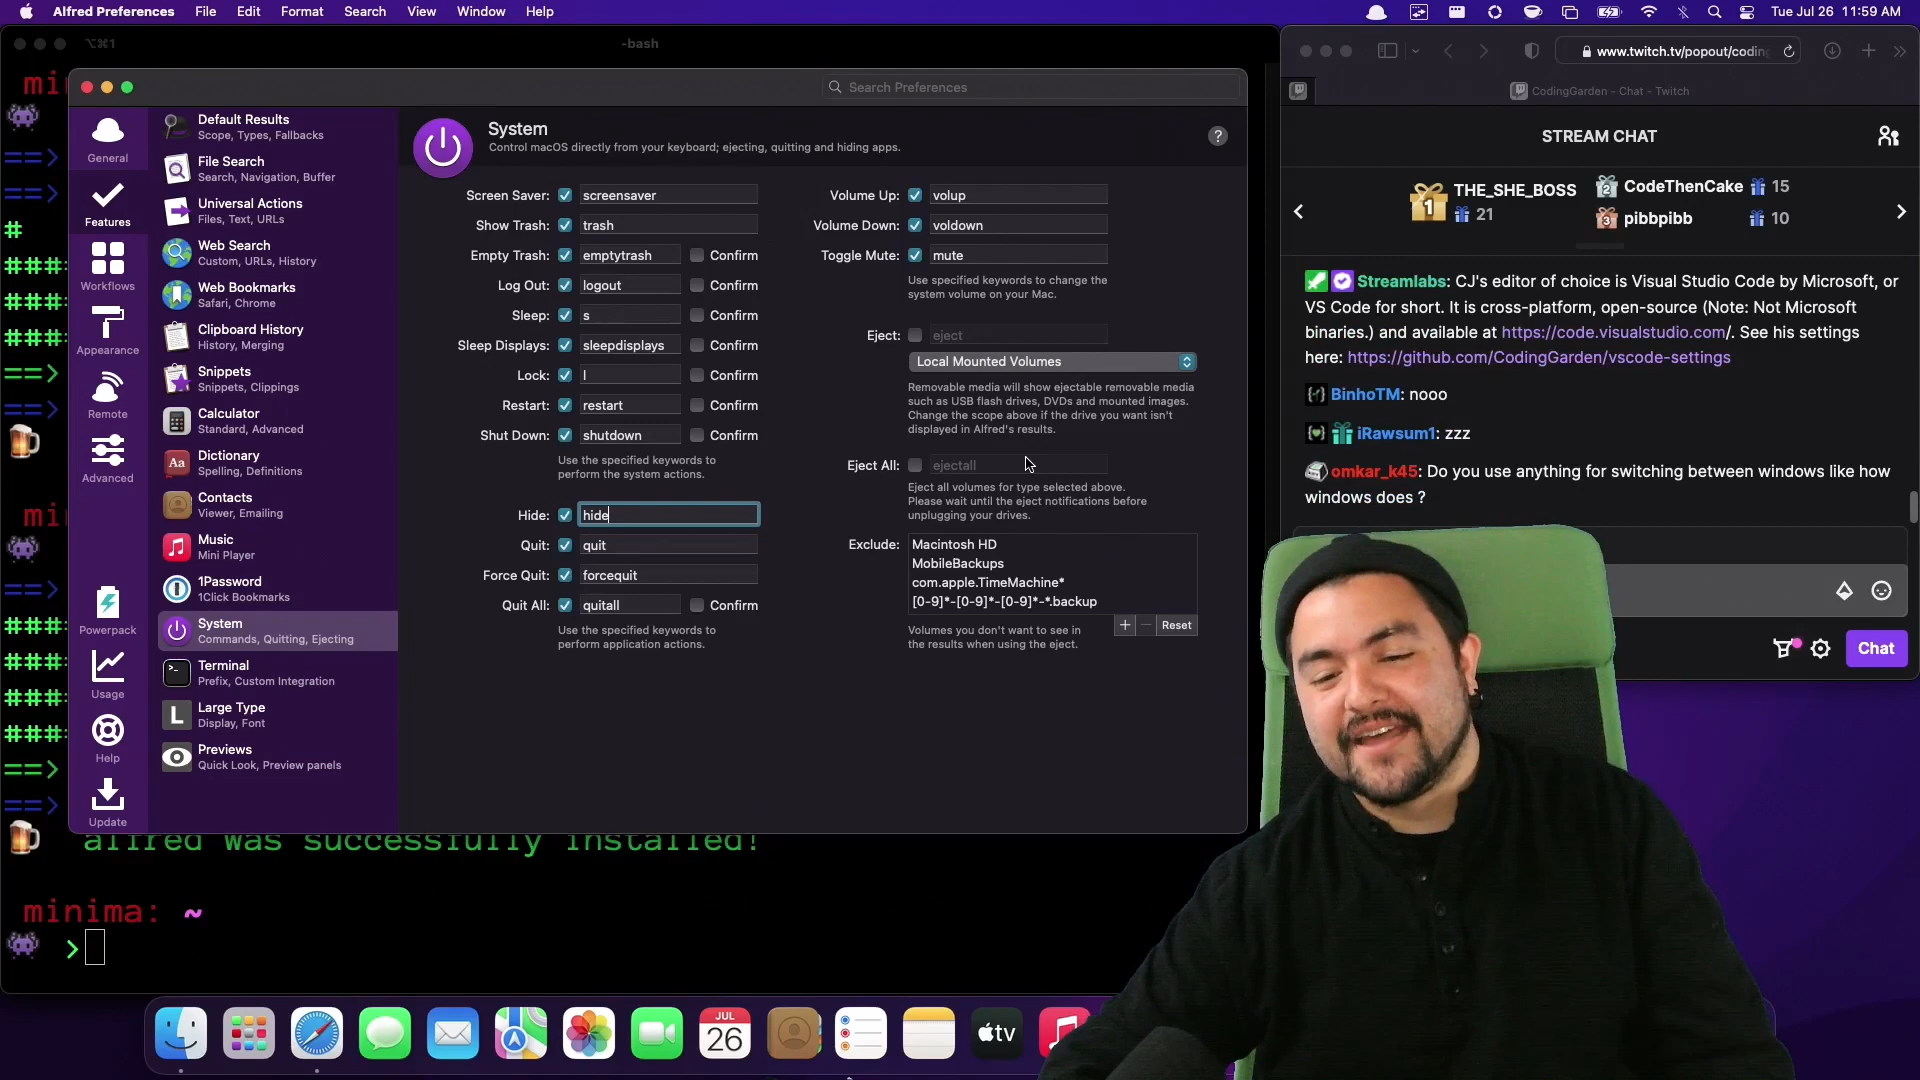 Alfred Preferences File Edit Format Search View Window Help
Tue Jul 26 11:59 AM
⌥⌘1
-bash
www.twitch.tv/popout/codin
CodingGarden - Chat - Twitch
Search Preferences
General
Features
Workflows
Appearance
Remote
Advanced
Powerpack
Usage
Help
Update
Default Results
Scope, Types, Fallbacks
File Search
Search, Navigation, Buffer
Universal Actions
Files, Text, URLs
Web Search
Custom, URLs, History
Web Bookmarks
Safari, Chrome
Clipboard History
History, Merging
Snippets
Snippets, Clippings
Calculator
Standard, Advanced
Aa
Dictionary
Spelling, Definitions
Contacts
Viewer, Emailing
Music
Mini Player
1Password
1Click Bookmarks
System
Commands, Quitting, Ejecting
Terminal
Prefix, Custom Integration
L
Large Type
Display, Font
Previews
Quick Look, Preview panels
System
Control macOS directly from your keyboard; ejecting, quitting and hiding apps.
?
Screen Saver: screensaver
Show Trash: trash
Empty Trash: emptytrash Confirm
Log Out: logout Confirm
Sleep: s Confirm
Sleep Displays: sleepdisplays Confirm
Lock: l Confirm
Restart: restart Confirm
Shut Down: shutdown Confirm
Use the specified keywords to
perform the system actions.
Hide: hide
Quit: quit
Force Quit: forcequit
Quit All: quitall Confirm
Use the specified keywords to
perform application actions.
Volume Up: volup
Volume Down: voldown
Toggle Mute: mute
Use specified keywords to change the
system volume on your Mac.
Eject: eject
Local Mounted Volumes
Removable media will show ejectable removable media
such as USB flash drives, DVDs and mounted images.
Change the scope above if the drive you want isn't
displayed in Alfred's results.
Eject All: ejectall
Eject all volumes for type selected above.
Please wait until the eject notifications before
unplugging your drives.
Exclude: Macintosh HD
MobileBackups
com.apple.TimeMachine*
[0-9]*-[0-9]*-[0-9]*-*.backup
+ − Reset
Volumes you don't want to see in
the results when using the eject.
STREAM CHAT
1 THE_SHE_BOSS
21
2 CodeThenCake 15
3 pibbpibb 10
Streamlabs: CJ's editor of choice is Visual Studio Code by Microsoft, or
VS Code for short. It is cross-platform, open-source (Note: Not Microsoft
binaries.) and available at https://code.visualstudio.com/. See his settings
here: https://github.com/CodingGarden/vscode-settings
BinhoTM: nooo
iRawsum1: zzz
omkar_k45: Do you use anything for switching between windows like how
windows does ?
Chat
mi
==>
==>
#
####
####
####
==>
==>
mi
==>
####
####
####
####
==>
==>
alfred was successfully installed!
minima: ~
>
JUL
26
tv